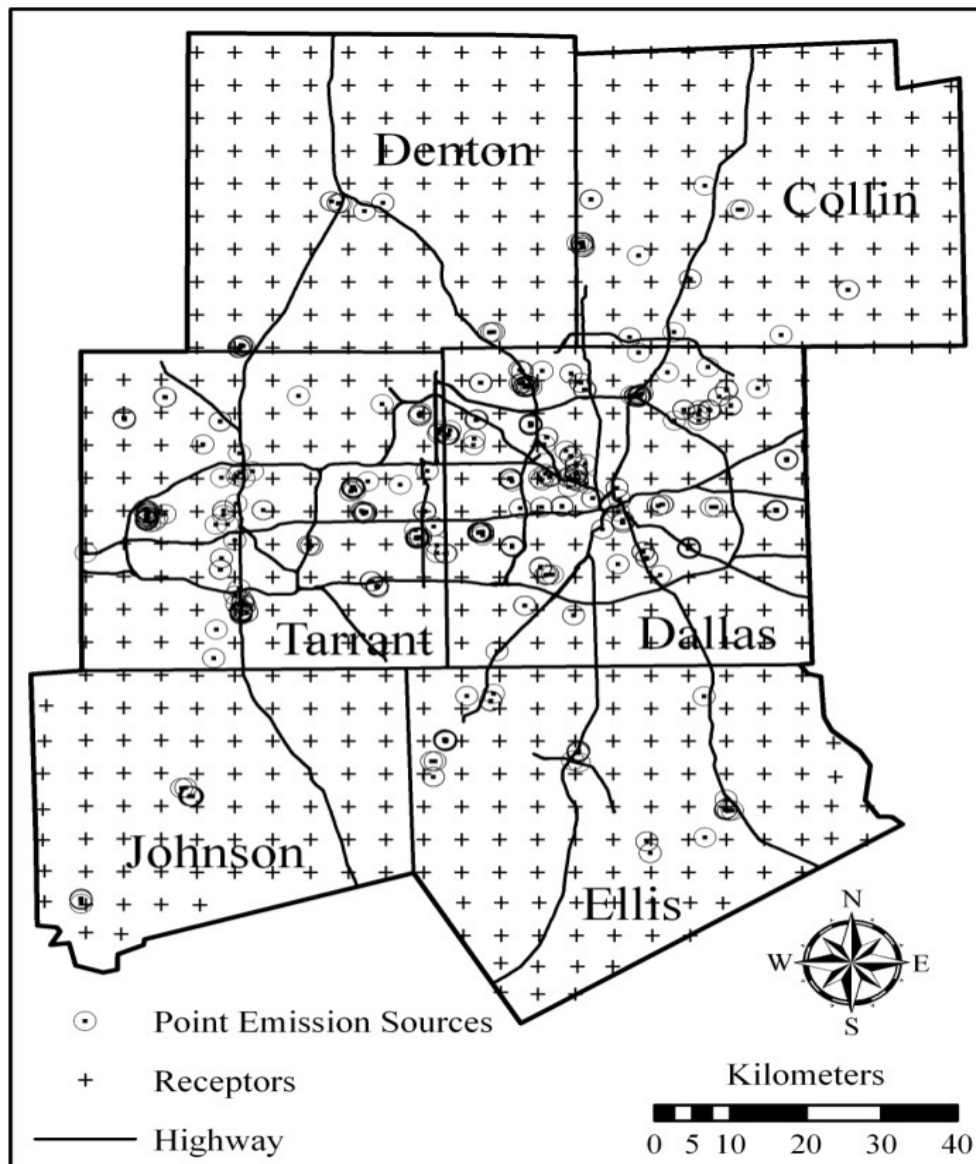 Denton
Collin
Tarrant
Dallas
Johnson
Ellis
N
W E
S
Point Emission Sources
Receptors
Highway
Kilometers
0 5 10 20 30 40